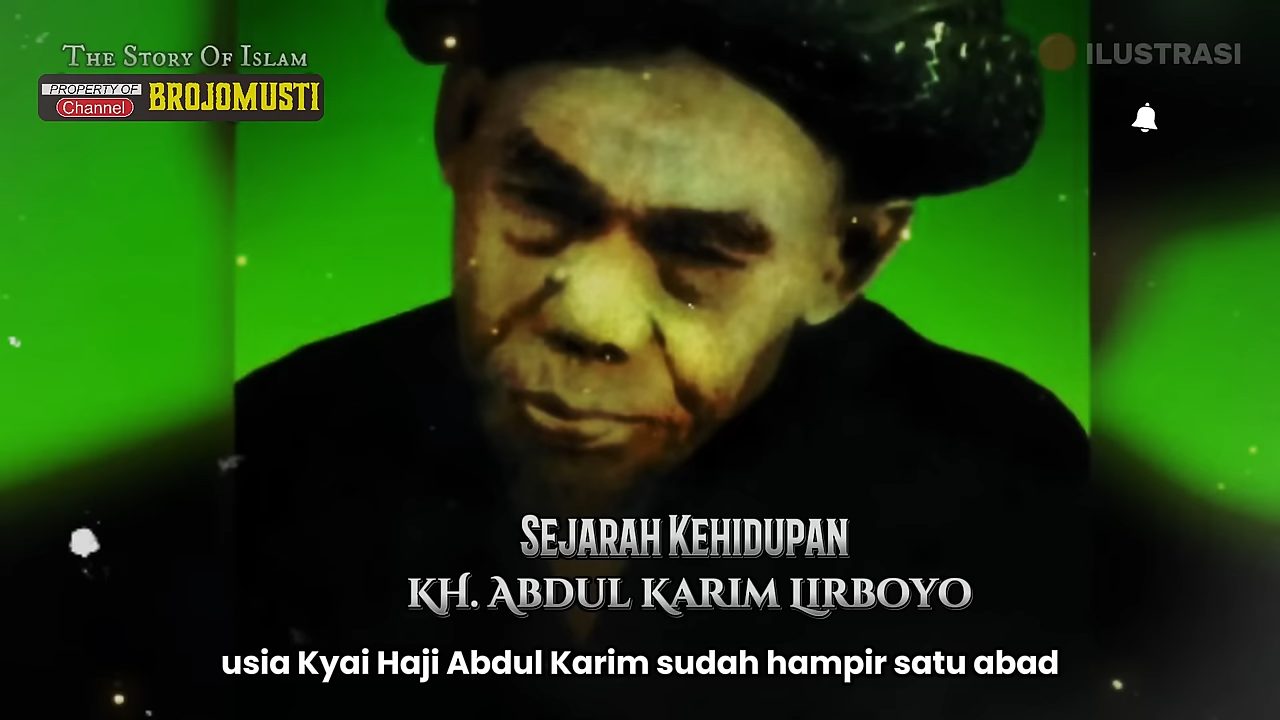 The Story Of Islam
PROPERTY OF
Channel
BROJOMUSTI
ILUSTRASI
Sejarah Kehidupan
KH. Abdul Karim Lirboyo
usia Kyai Haji Abdul Karim sudah hampir satu abad